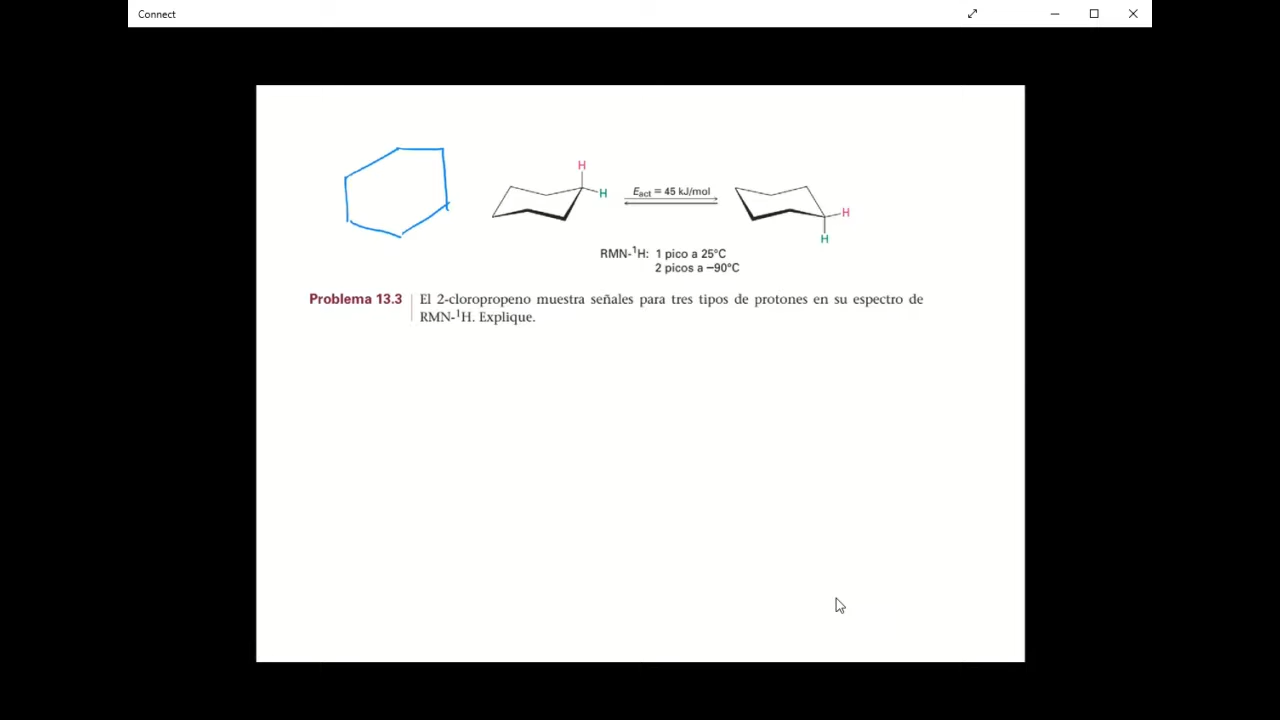 Connect
H
H
Eact = 45 kJ/mol
H
H
RMN-¹H: 1 pico a 25°C
2 picos a −90°C
Problema 13.3 El 2-cloropropeno muestra señales para tres tipos de protones en su espectro de
RMN-¹H. Explique.